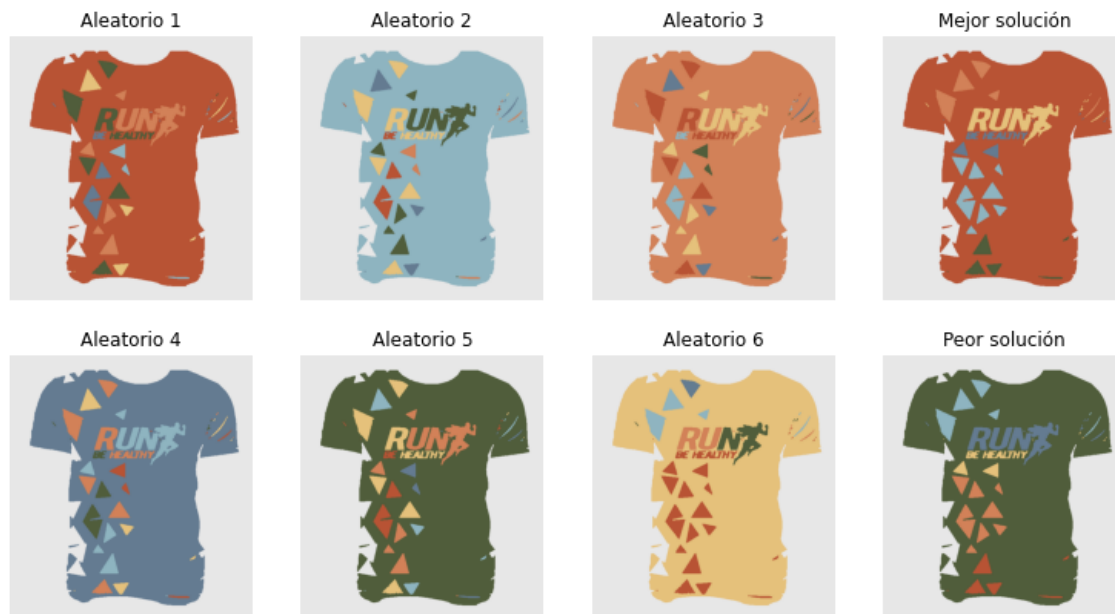 Aleatorio 1
Aleatorio 2
Aleatorio 3
Mejor solución
RUN
BE HEALTHY
RUN
BE HEALTHY
RUN
BE HEALTHY
RUN
BE HEALTHY
Aleatorio 4
Aleatorio 5
Aleatorio 6
Peor solución
RUN
BE HEALTHY
RUN
BE HEALTHY
RUN
BE HEALTHY
RUN
BE HEALTHY